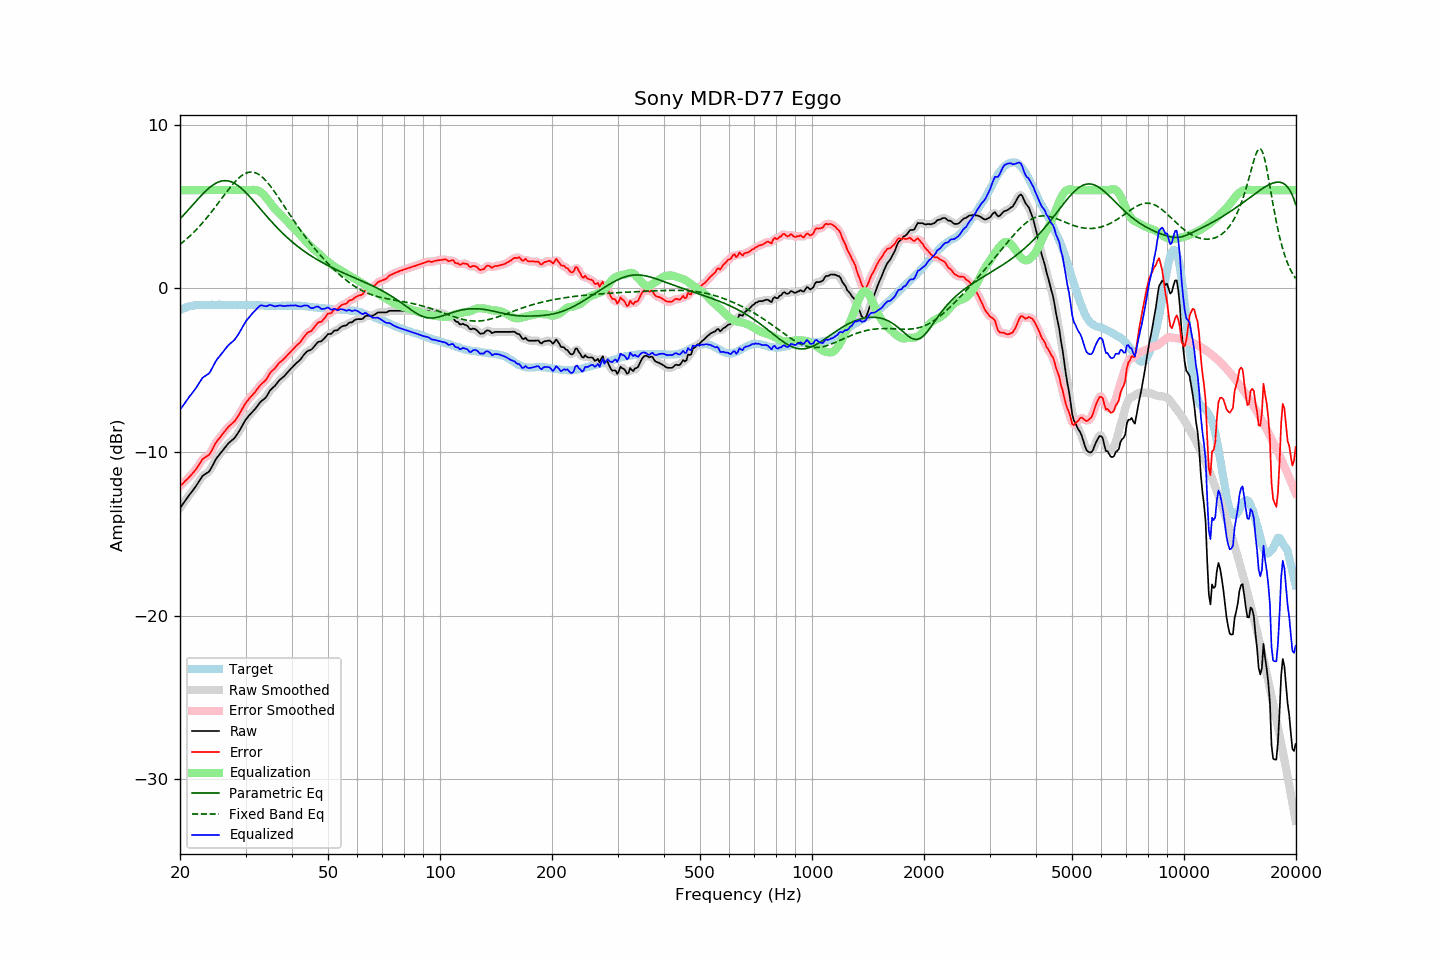 Sony MDR-D77 Eggo
10
0
−10
−20
−30
Amplitude (dBr)
Target
Raw Smoothed
Error Smoothed
Raw
Error
Equalization
Parametric Eq
Fixed Band Eq
Equalized
20 50 100 200 500 1000 2000 5000 10000 20000
Frequency (Hz)